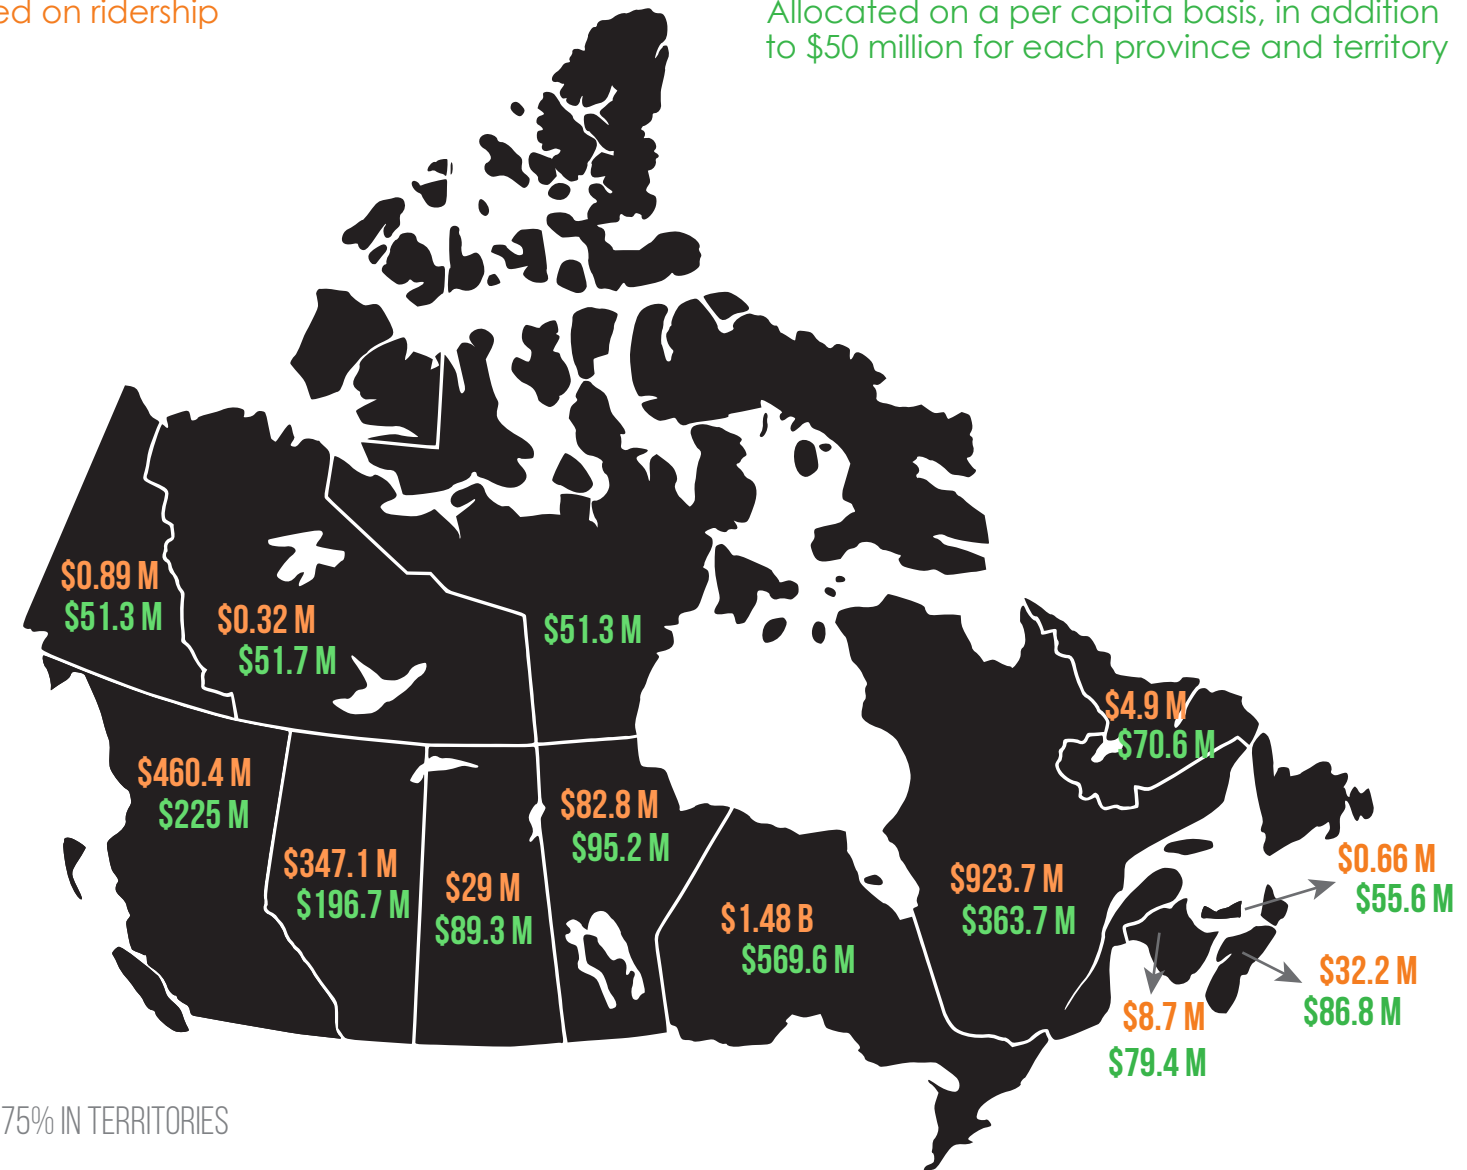 ed on ridership
Allocated on a per capita basis, in addition
to $50 million for each province and territory
$0.89 M
$51.3 M
$0.32 M
$51.7 M
$51.3 M
$4.9 M
$70.6 M
$460.4 M
$225 M
$347.1 M
$196.7 M
$29 M
$89.3 M
$82.8 M
$95.2 M
$1.48 B
$569.6 M
$923.7 M
$363.7 M
$0.66 M
$55.6 M
$32.2 M
$86.8 M
$8.7 M
$79.4 M
75% IN TERRITORIES